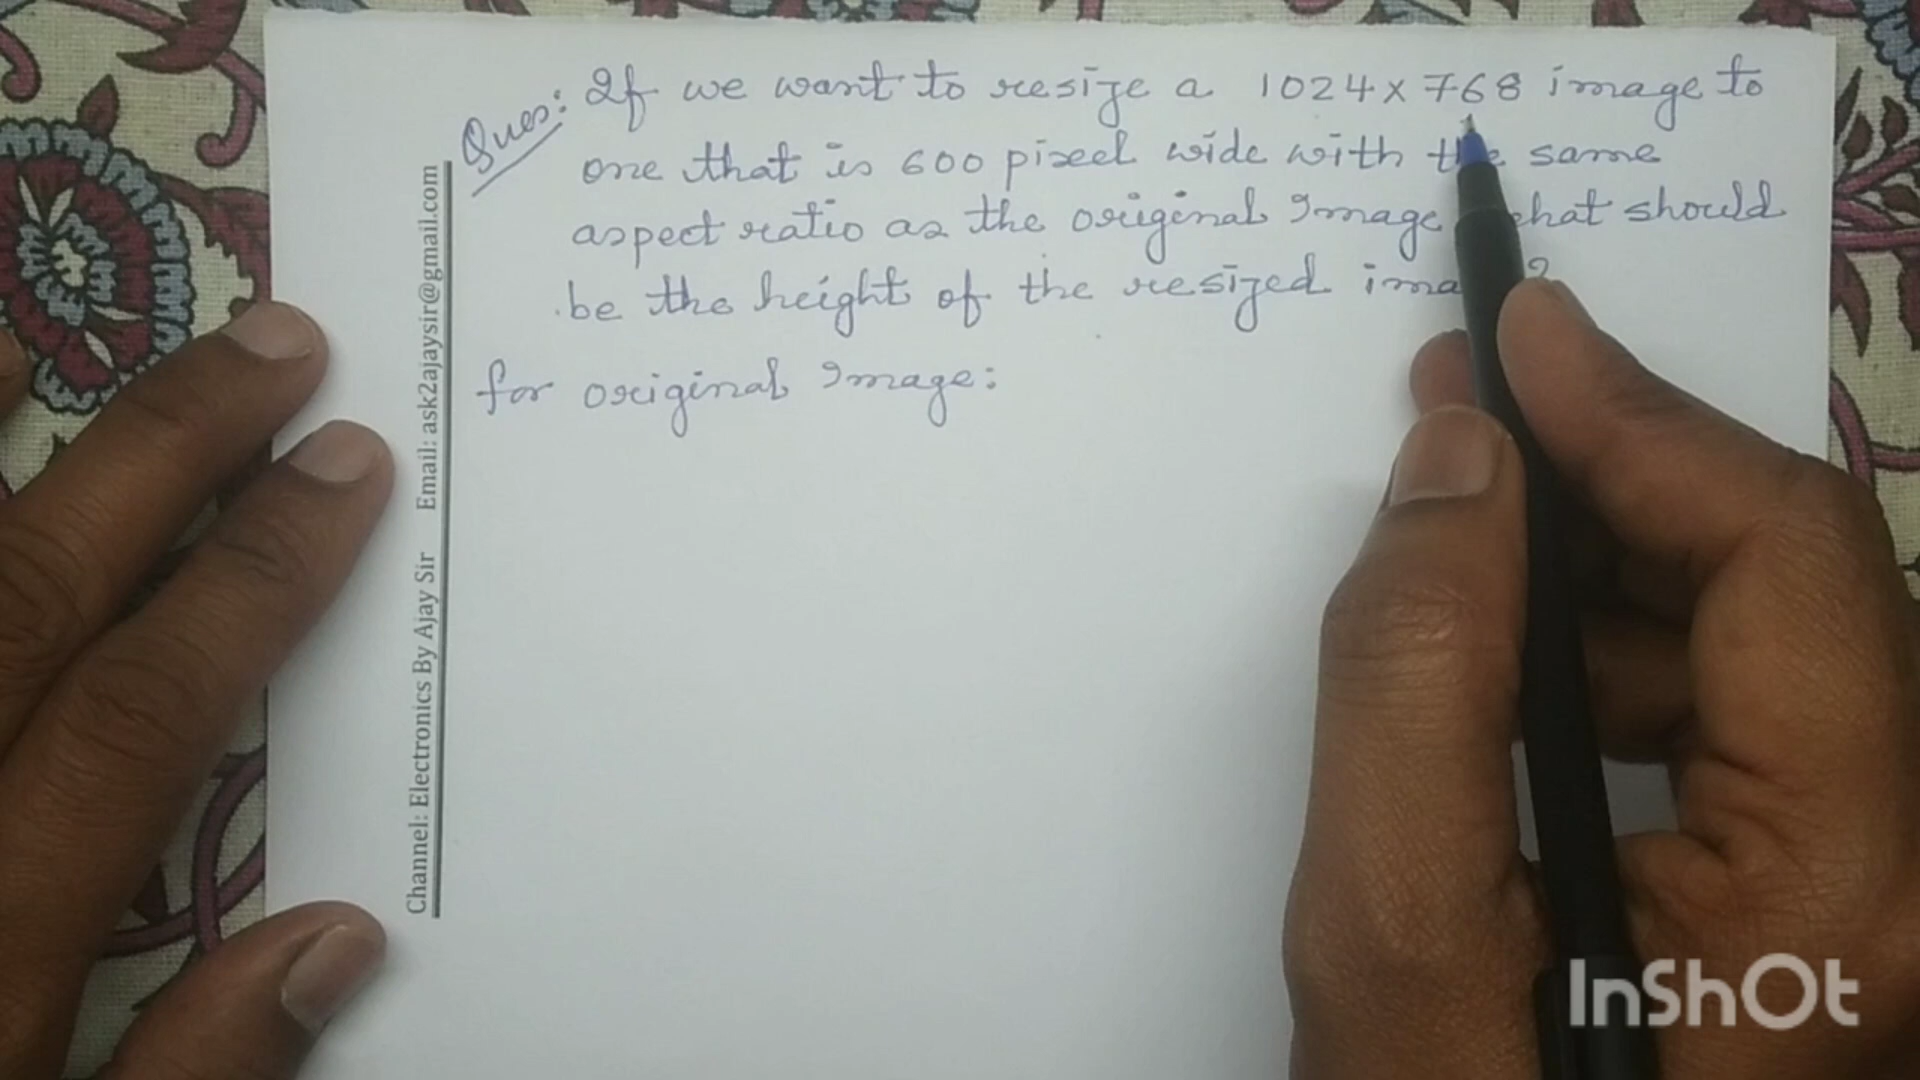 Ques: If we want to resize a 1024 x 768 image to
one that is 600 pixel wide with the same
aspect ratio as the original Image should
be the height of the resized ?
for original Image:
Channel: Electronics By Ajay Sir Email: ask2ajaysir@gmail.com
InShOt